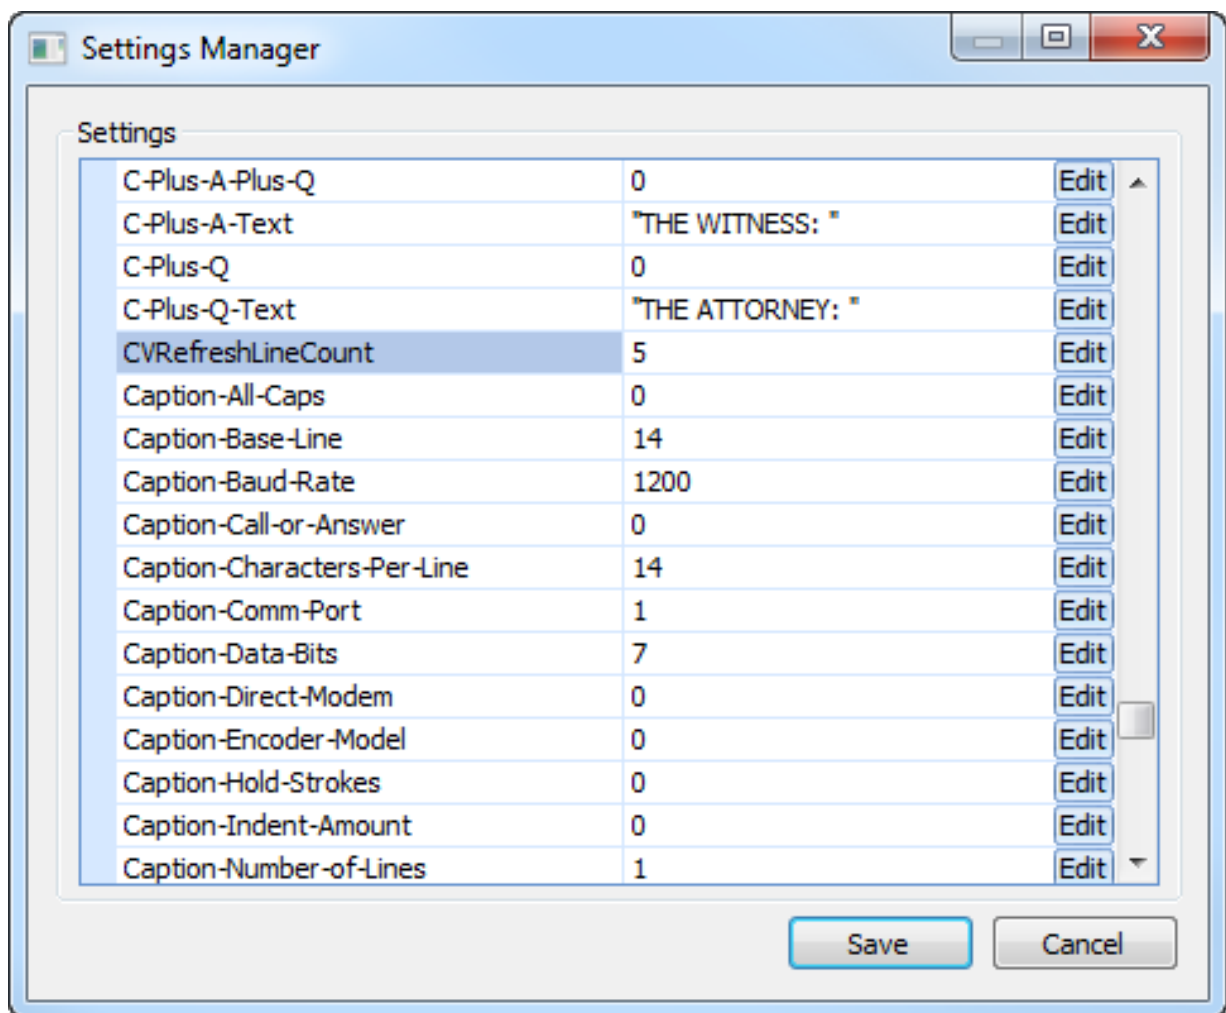 Settings Manager
Settings
C-Plus-A-Plus-Q 0 Edit
C-Plus-A-Text "THE WITNESS: " Edit
C-Plus-Q 0 Edit
C-Plus-Q-Text "THE ATTORNEY: " Edit
CVRefreshLineCount 5 Edit
Caption-All-Caps 0 Edit
Caption-Base-Line 14 Edit
Caption-Baud-Rate 1200 Edit
Caption-Call-or-Answer 0 Edit
Caption-Characters-Per-Line 14 Edit
Caption-Comm-Port 1 Edit
Caption-Data-Bits 7 Edit
Caption-Direct-Modem 0 Edit
Caption-Encoder-Model 0 Edit
Caption-Hold-Strokes 0 Edit
Caption-Indent-Amount 0 Edit
Caption-Number-of-Lines 1 Edit
Save Cancel